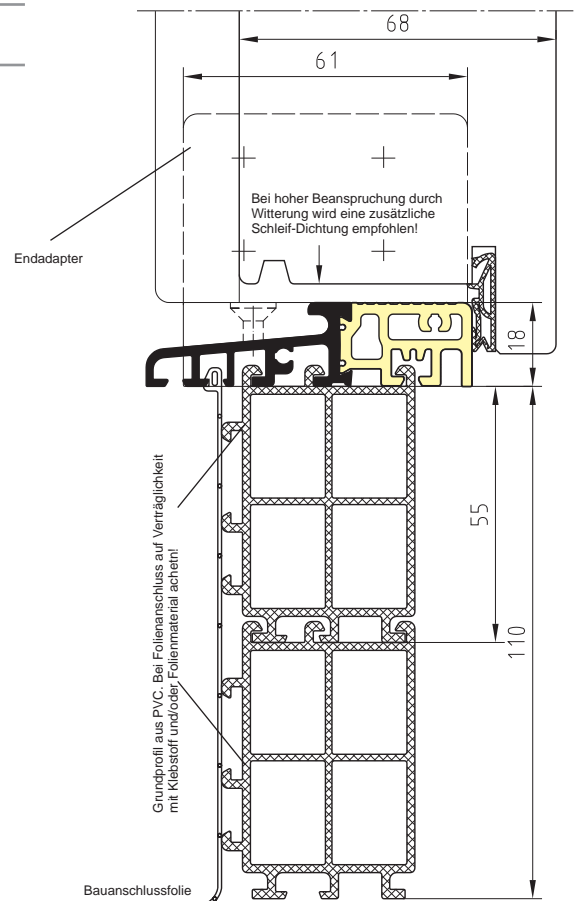 68
61
Bei hoher Beanspruchung durch
Witterung wird eine zusätzliche
Schleif-Dichtung empfohlen!
Endadapter
18
55
110
Grundprofil aus PVC. Bei Folienanschluss auf Verträglichkeit
mit Klebstoff und/oder Folienmaterial achetn!
Bauanschlussfolie